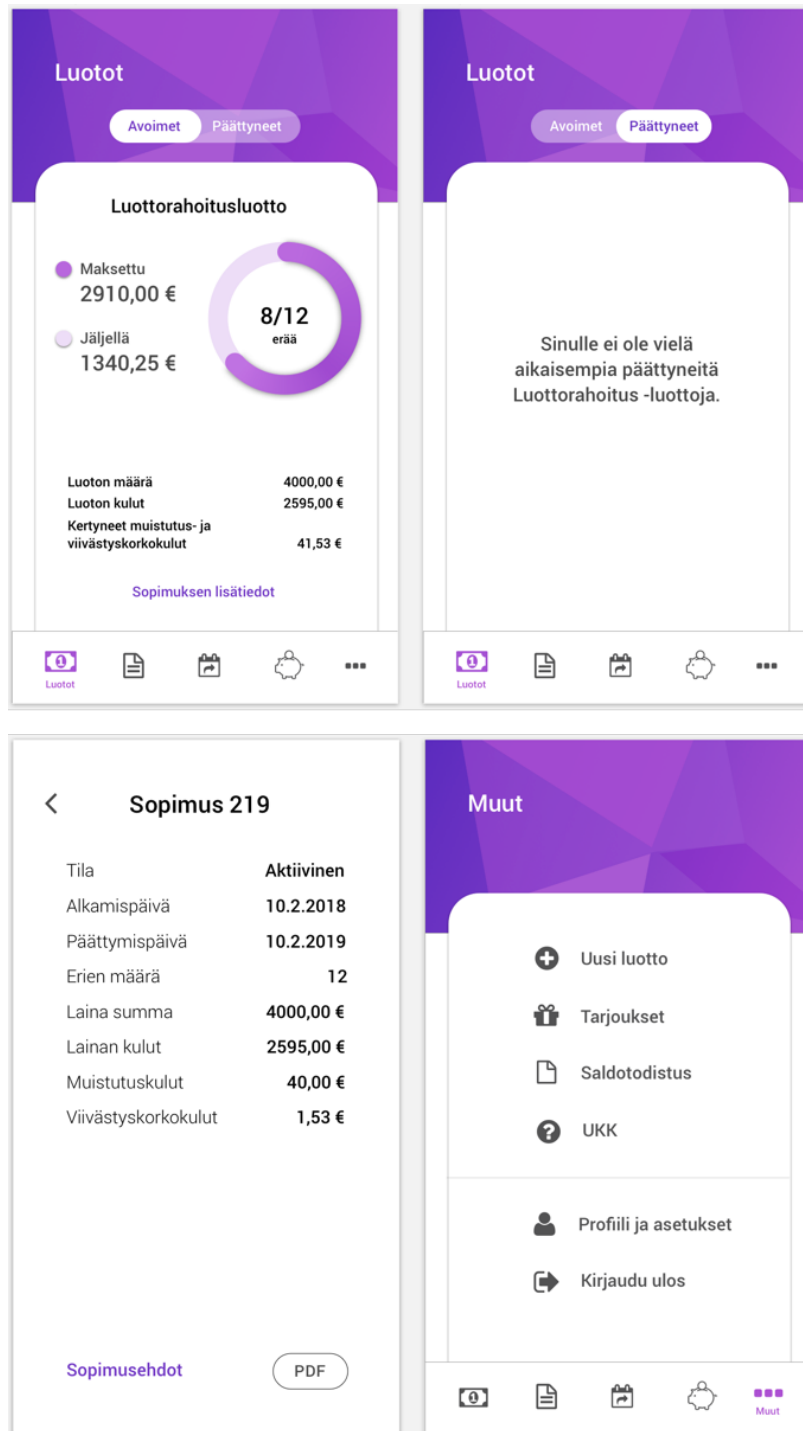 Luotot
Avoimet Päättyneet
Luottorahoitusluotto
Maksettu
2910,00 €
Jäljellä
1340,25 €
8/12
erää
Luoton määrä 4000,00 €
Luoton kulut 2595,00 €
Kertyneet muistutus- ja
viivästyskorkokulut 41,53 €
Sopimuksen lisätiedot
1
Luotot
Luotot
Avoimet Päättyneet
Sinulle ei ole vielä
aikaisempia päättyneitä
Luottorahoitus -luottoja.
1
Luotot
Sopimus 219
Tila Aktiivinen
Alkamispäivä 10.2.2018
Päättymispäivä 10.2.2019
Erien määrä 12
Laina summa 4000,00 €
Lainan kulut 2595,00 €
Muistutuskulut 40,00 €
Viivästyskorkokulut 1,53 €
Sopimusehdot PDF
Muut
Uusi luotto
Tarjoukset
Saldotodistus
UKK
Profiili ja asetukset
Kirjaudu ulos
1
Muut